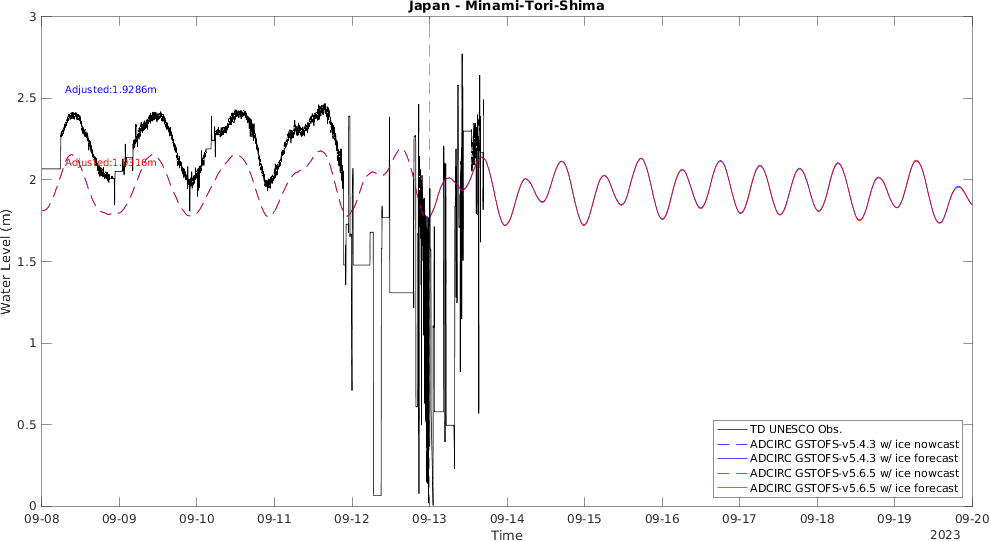 Japan - Minami-Tori-Shima
3
2.5
2
1.5
1
0.5
0
Water Level (m)
Adjusted:1.9286m
TD UNESCO Obs.
ADCIRC GSTOFS-v5.4.3 w/ ice nowcast
ADCIRC GSTOFS-v5.4.3 w/ ice forecast
ADCIRC GSTOFS-v5.6.5 w/ ice nowcast
ADCIRC GSTOFS-v5.6.5 w/ ice forecast
09-08 09-09 09-10 09-11 09-12 09-13 09-14 09-15 09-16 09-17 09-18 09-19 09-20
Time
2023